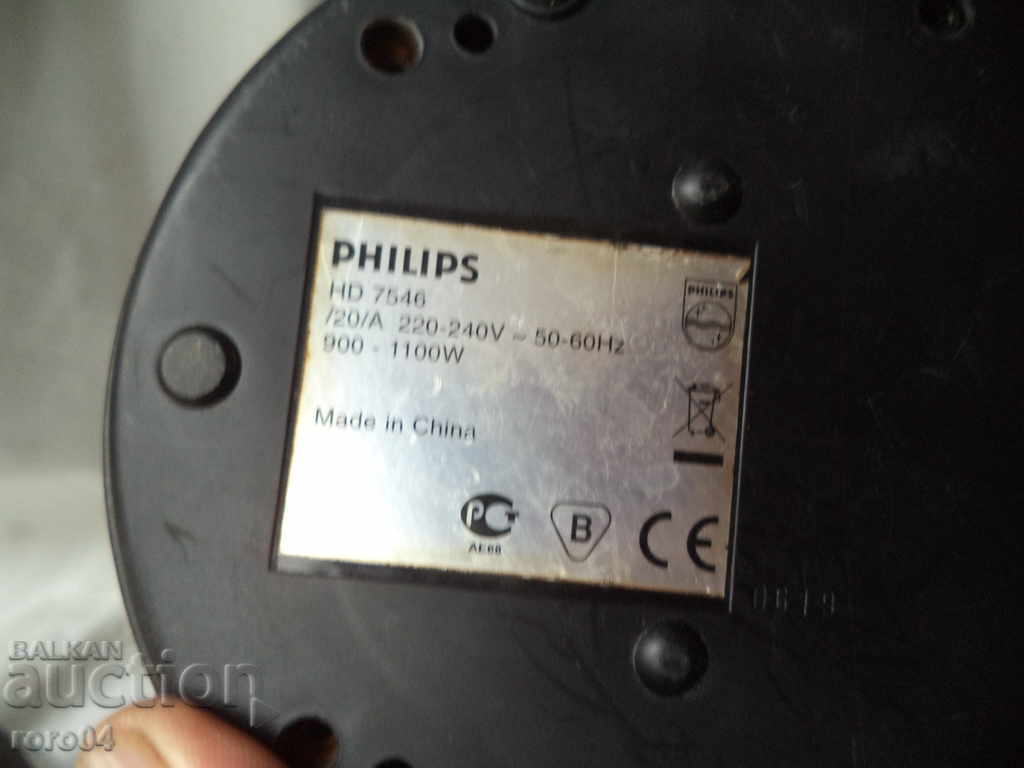 PHILIPS
HD 7546
/20/A 220-240V ~ 50-60Hz
900 - 1100W
PHILIPS
Made in China
PG
AE68
B
CE
BALKAN
auction
roro04